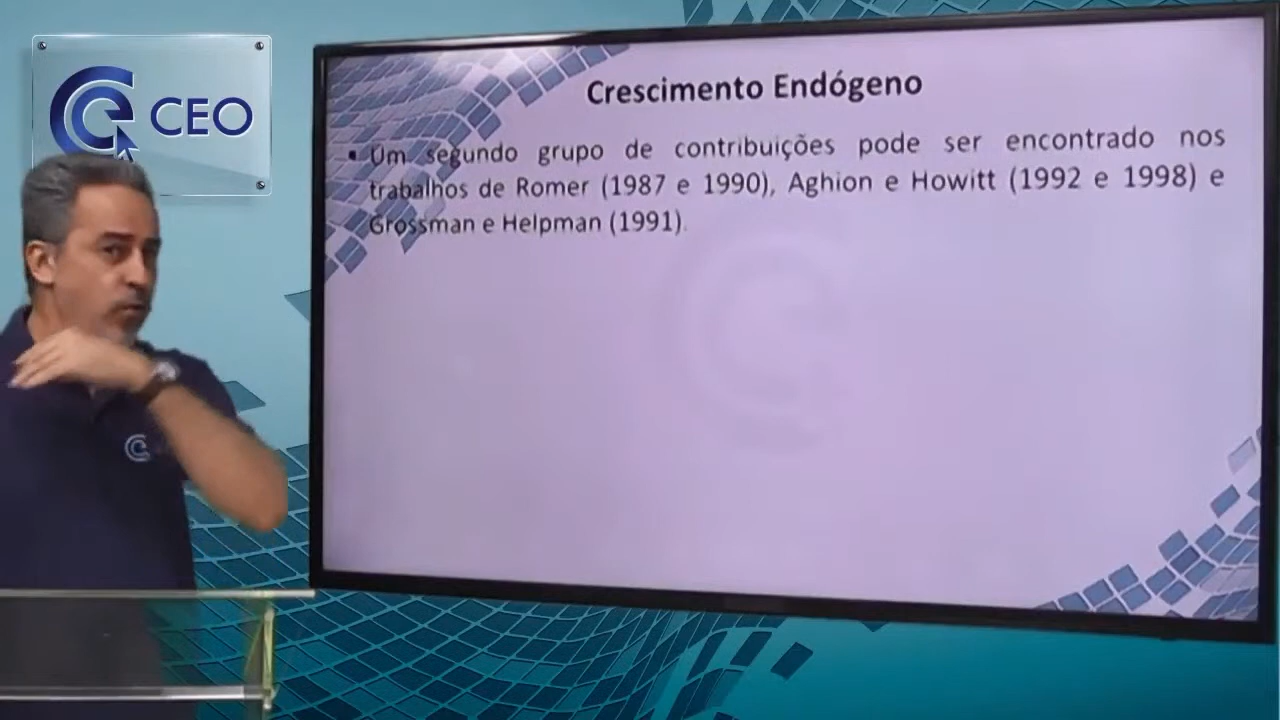 CEO
Crescimento Endógeno
▪ Um segundo grupo de contribuições pode ser encontrado nos
trabalhos de Romer (1987 e 1990), Aghion e Howitt (1992 e 1998) e
Grossman e Helpman (1991).